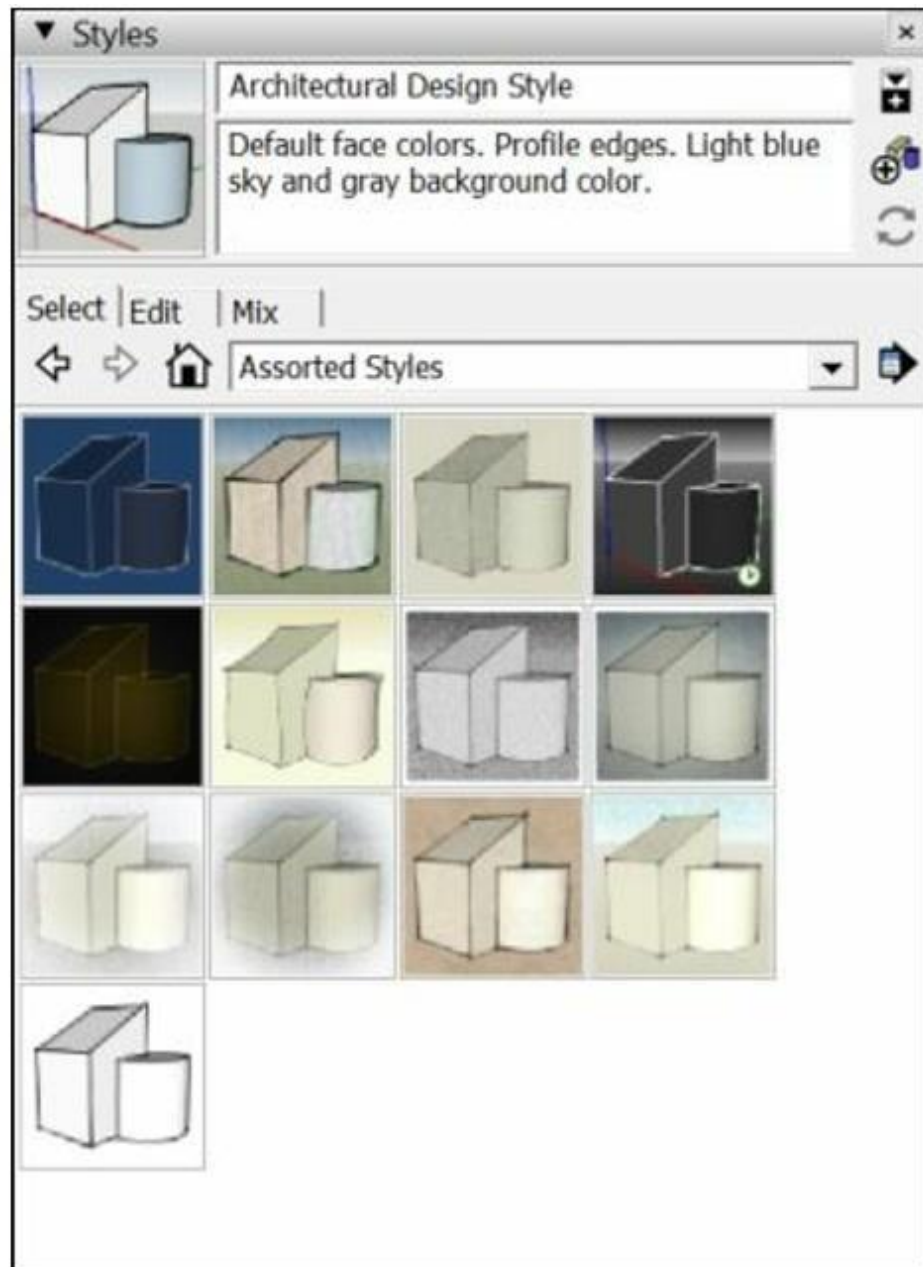 Styles
Architectural Design Style
Default face colors. Profile edges. Light blue
sky and gray background color.
Select Edit Mix
Assorted Styles